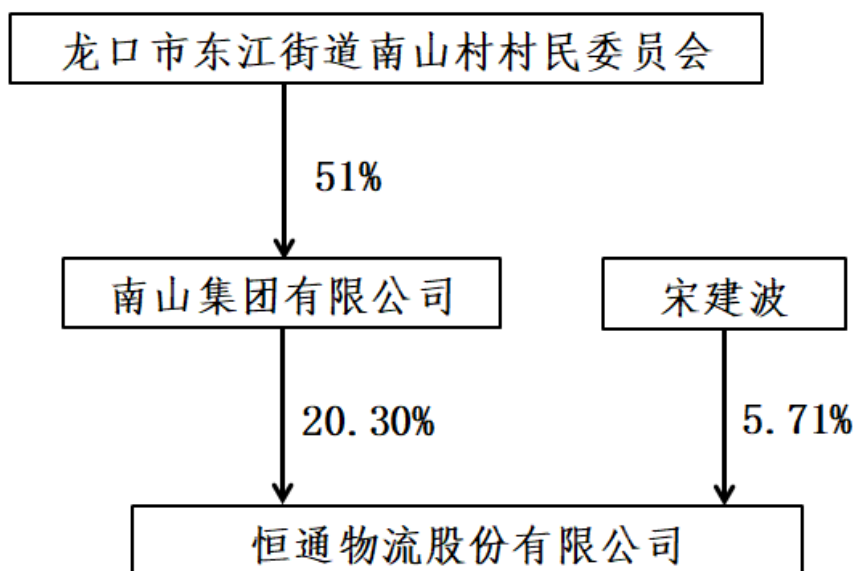 龙口市东江街道南山村村民委员会
51%
南山集团有限公司
宋建波
20.30%
5.71%
恒通物流股份有限公司